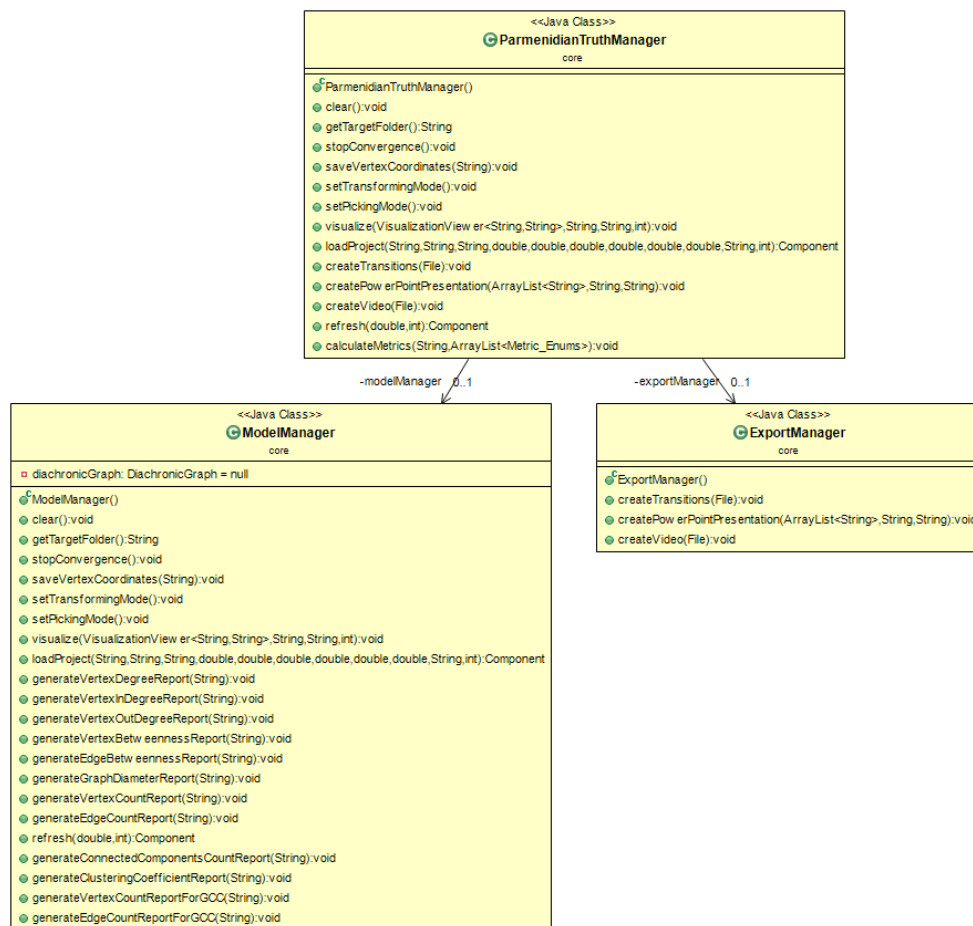 <<Java Class>>
ParmenidianTruthManager
core
ParmenidianTruthManager()
clear():void
getTargetFolder():String
stopConvergence():void
saveVertexCoordinates(String):void
setTransformingMode():void
setPickingMode():void
visualize(VisualizationViewer<String,String>,String,String,int):void
loadProject(String,String,String,double,double,double,double,double,double,String,int):Component
createTransitions(File):void
createPowerPointPresentation(ArrayList<String>,String,String):void
createVideo(File):void
refresh(double,int):Component
calculateMetrics(String,ArrayList<Metric_Enums>):void
-modelManager 0..1
-exportManager 0..1
<<Java Class>>
ModelManager
core
diachronicGraph: DiachronicGraph = null
ModelManager()
clear():void
getTargetFolder():String
stopConvergence():void
saveVertexCoordinates(String):void
setTransformingMode():void
setPickingMode():void
visualize(VisualizationViewer<String,String>,String,String,int):void
loadProject(String,String,String,double,double,double,double,double,double,String,int):Component
generateVertexDegreeReport(String):void
generateVertexInDegreeReport(String):void
generateVertexOutDegreeReport(String):void
generateVertexBetweennessReport(String):void
generateEdgeBetweennessReport(String):void
generateGraphDiameterReport(String):void
generateVertexCountReport(String):void
generateEdgeCountReport(String):void
refresh(double,int):Component
generateConnectedComponentsCountReport(String):void
generateClusteringCoefficientReport(String):void
generateVertexCountReportForGCC(String):void
generateEdgeCountReportForGCC(String):void
<<Java Class>>
ExportManager
core
ExportManager()
createTransitions(File):void
createPowerPointPresentation(ArrayList<String>,String,String):void
createVideo(File):void